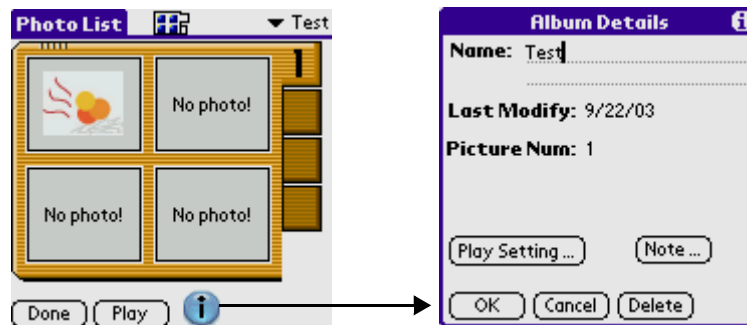 Photo List
Test
1
No photo!
No photo!
No photo!
Done
Play
i
Album Details
i
Name: Test
Last Modify: 9/22/03
Picture Num: 1
Play Setting ...
Note ...
OK
Cancel
Delete